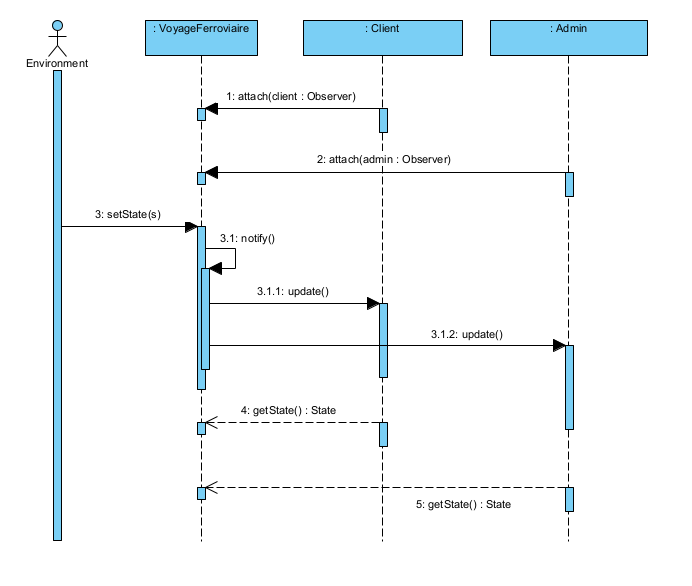 : VoyageFerroviaire
: Client
: Admin
Environment
1: attach(client : Observer)
2: attach(admin : Observer)
3: setState(s)
3.1: notify()
3.1.1: update()
3.1.2: update()
4: getState() : State
5: getState() : State